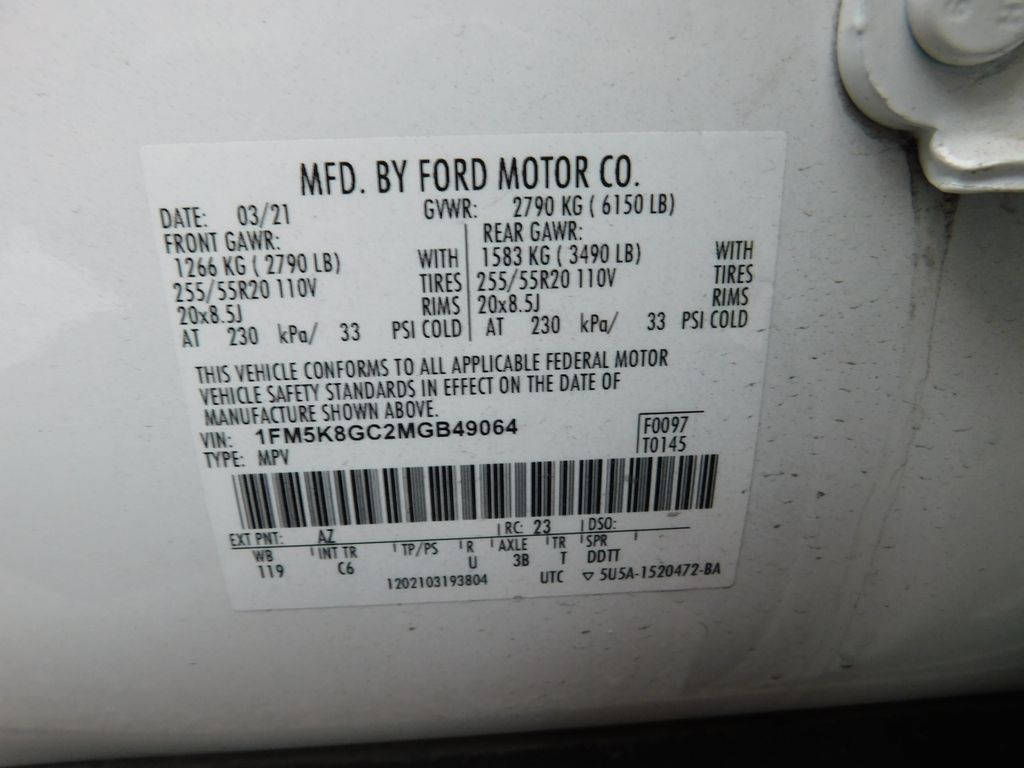 MFD. BY FORD MOTOR CO.
DATE: 03/21 GVWR: 2790 KG ( 6150 LB)
FRONT GAWR: REAR GAWR:
1266 KG ( 2790 LB) WITH 1583 KG ( 3490 LB) WITH
255/55R20 110V TIRES 255/55R20 110V TIRES
20x8.5J RIMS 20x8.5J RIMS
AT 230 kPa/ 33 PSI COLD AT 230 kPa/ 33 PSI COLD
THIS VEHICLE CONFORMS TO ALL APPLICABLE FEDERAL MOTOR
VEHICLE SAFETY STANDARDS IN EFFECT ON THE DATE OF
MANUFACTURE SHOWN ABOVE.
VIN: 1FM5K8GC2MGB49064 F0097
TYPE: MPV T0145
EXT PNT: AZ RC: 23 DSO:
WB INT TR TP/PS R AXLE TR SPR
119 C6 U 3B T DDTT
1202103193804 UTC ▽ 5U5A-1520472-BA